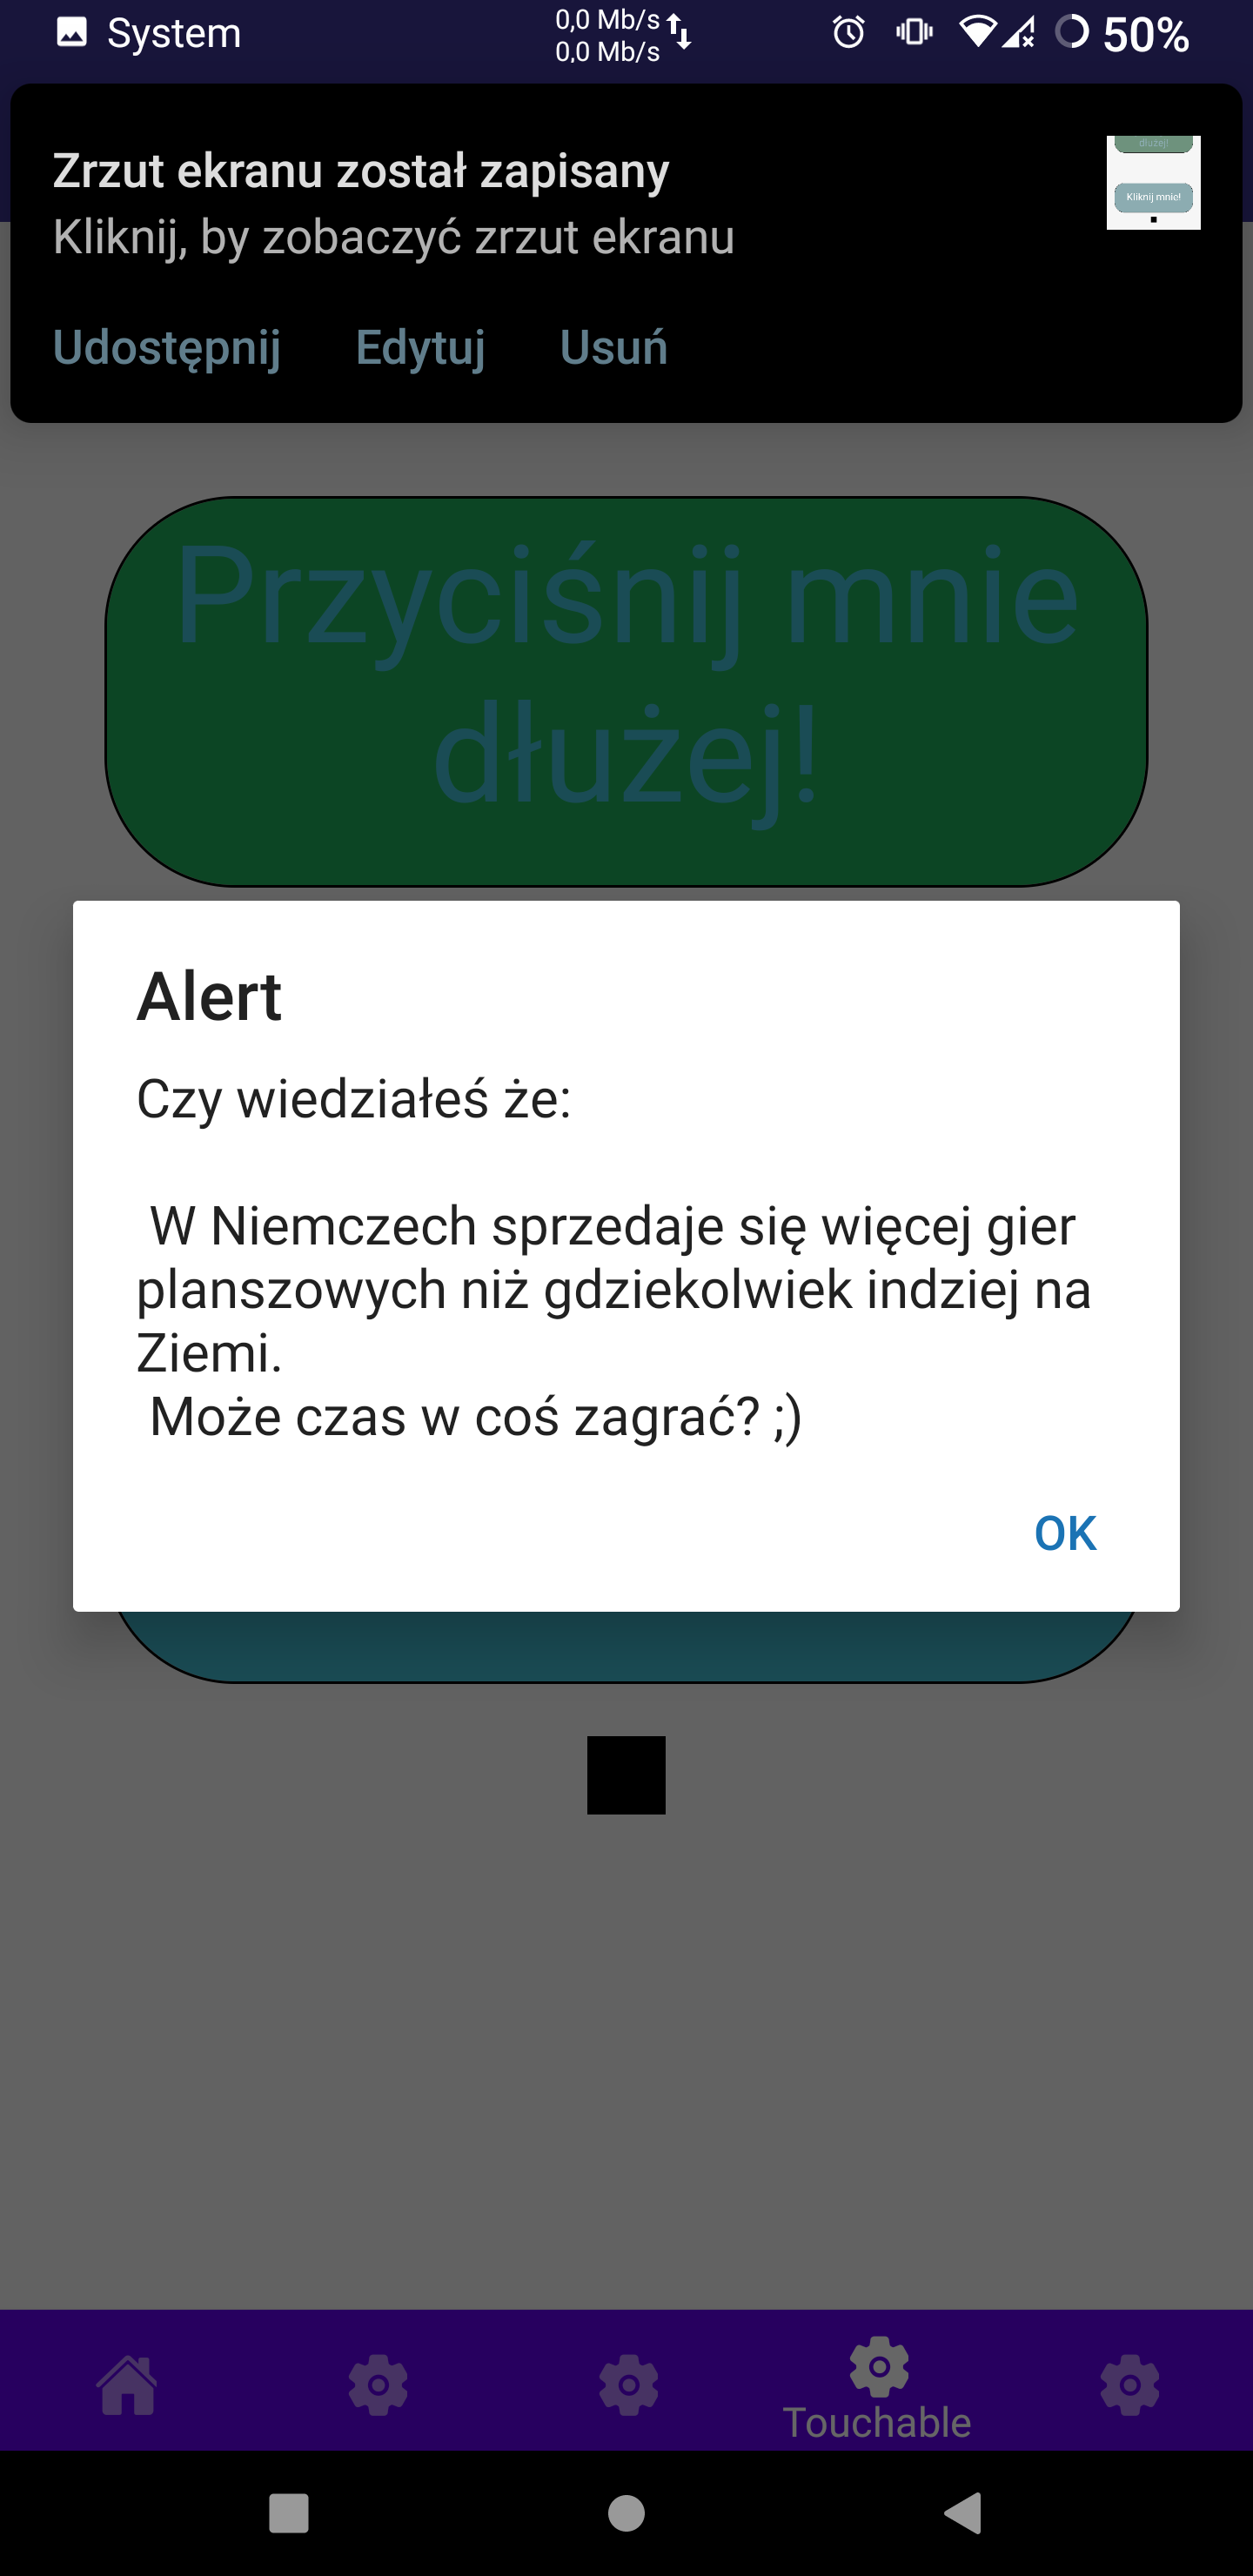 System
0,0 Mb/s
0,0 Mb/s
50%
Zrzut ekranu został zapisany
Kliknij, by zobaczyć zrzut ekranu
dłużej!
Kliknij mnie!
Udostępnij Edytuj Usuń
Przyciśnij mnie
dłużej!
Alert
Czy wiedziałeś że:
W Niemczech sprzedaje się więcej gier
planszowych niż gdziekolwiek indziej na
Ziemi.
Może czas w coś zagrać? ;)
OK
Touchable